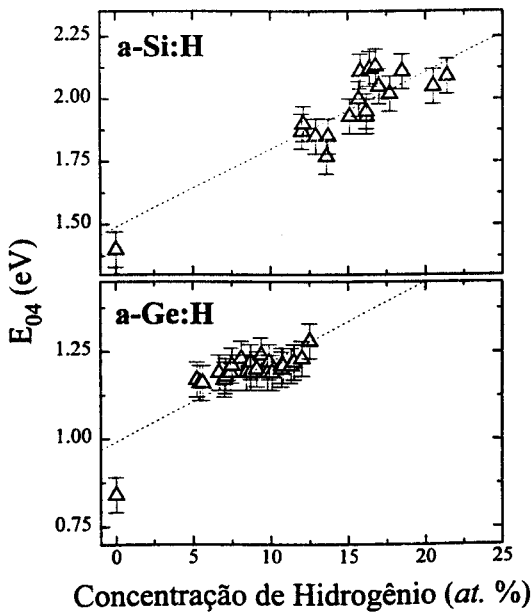 a-Si:H
2.25
2.00
1.75
1.50
E04 (eV)
a-Ge:H
1.25
1.00
0.75
0 5 10 15 20 25
Concentração de Hidrogênio (at. %)